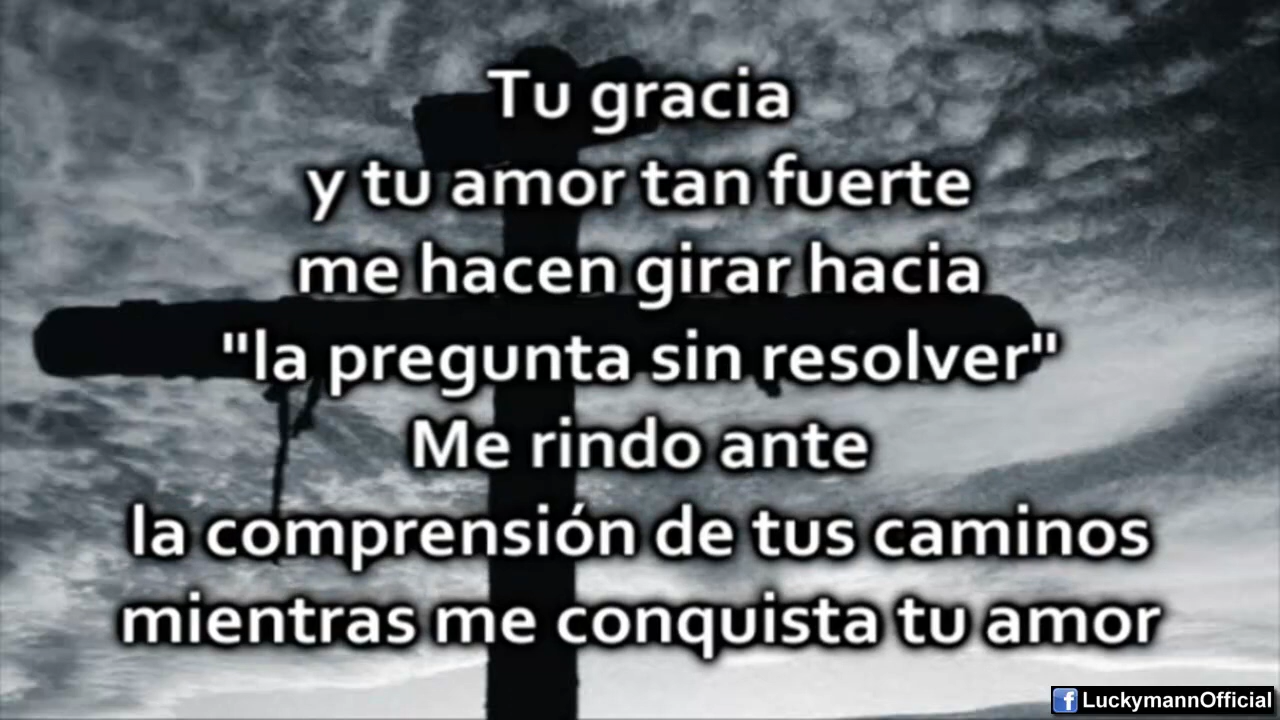 Tu gracia
y tu amor tan fuerte
me hacen girar hacia
"la pregunta sin resolver"
Me rindo ante
la comprensión de tus caminos
mientras me conquista tu amor
LuckymannOfficial